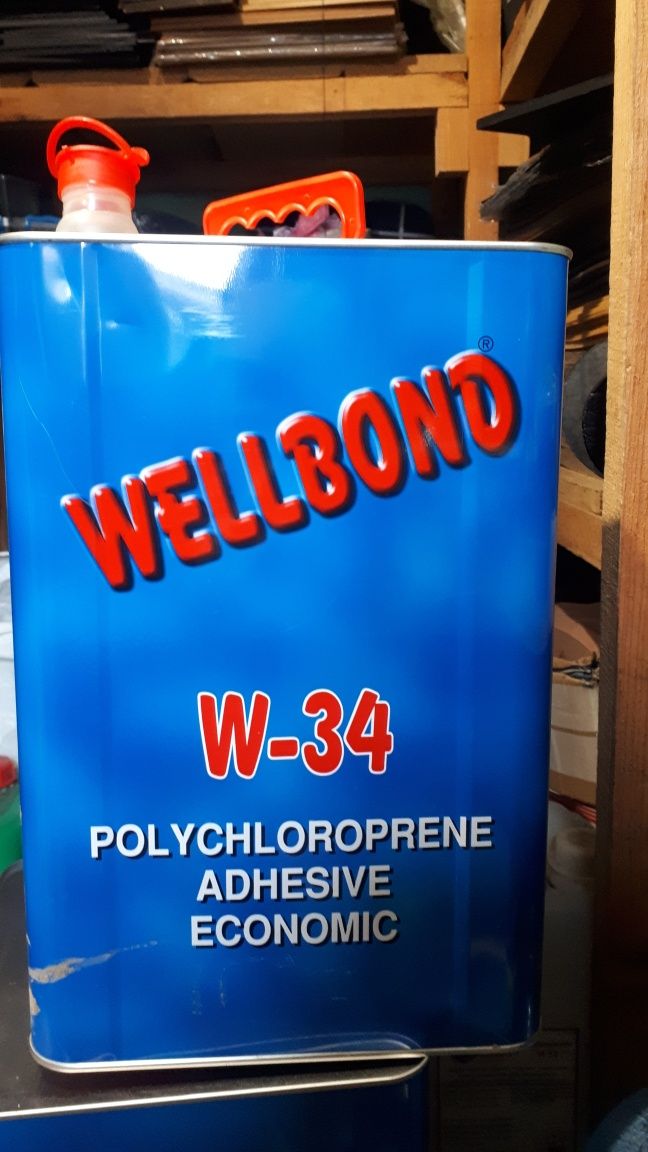 WELLBOND®
W-34
POLYCHLOROPRENE
ADHESIVE
ECONOMIC